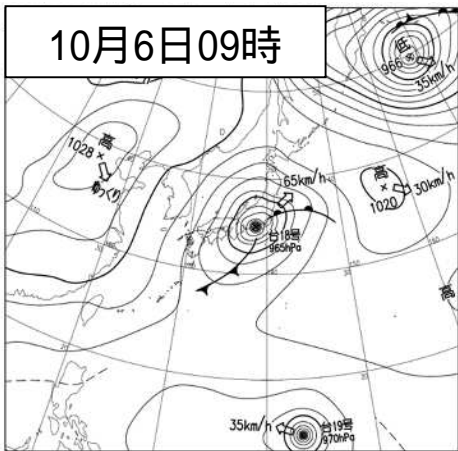 10月6日09時
低
966
35km/h
高
1028
ゆっくり
65km/h
高
1020
30km/h
台18号
965hPa
高
35km/h
台19号
970hPa